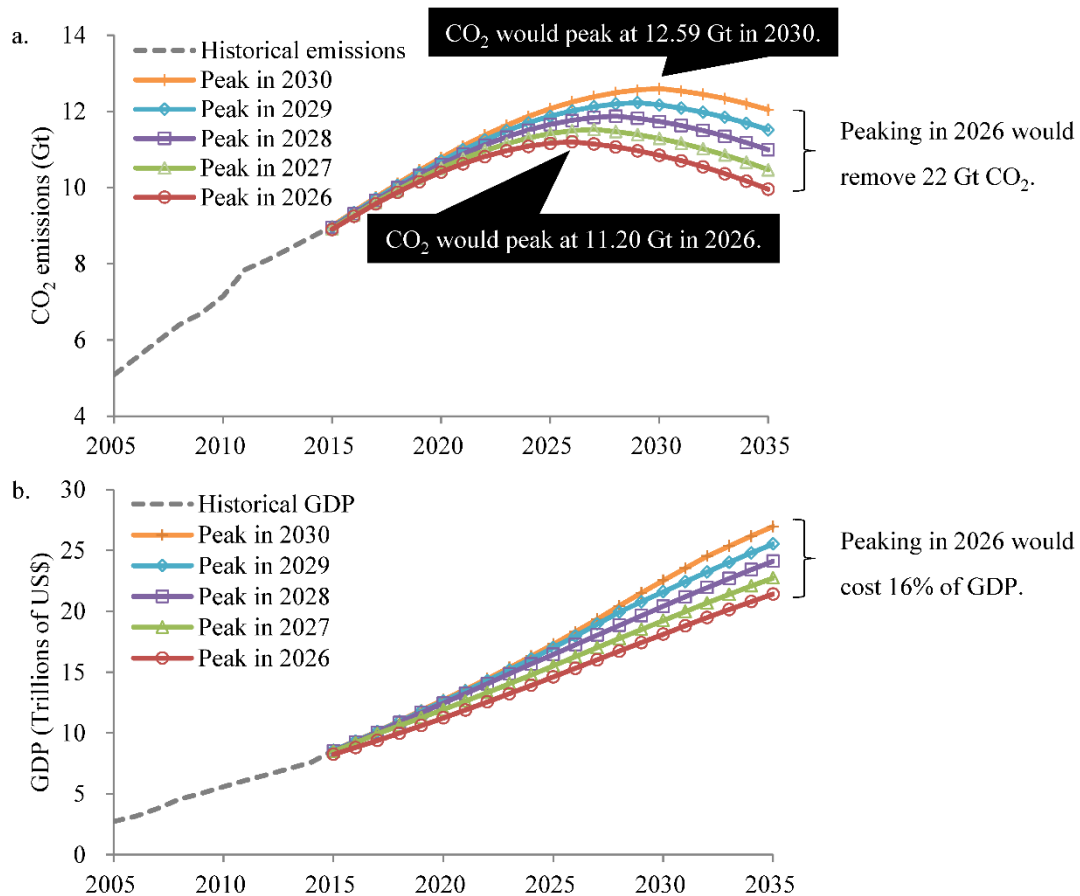 a.
CO₂ emissions (Gt)
14
12
10
8
6
4
2005
2010
2015
2020
2025
2030
2035
Historical emissions
Peak in 2030
Peak in 2029
Peak in 2028
Peak in 2027
Peak in 2026
CO₂ would peak at 12.59 Gt in 2030.
CO₂ would peak at 11.20 Gt in 2026.
Peaking in 2026 would
remove 22 Gt CO₂.
b.
GDP (Trillions of US$)
30
25
20
15
10
5
0
2005
2010
2015
2020
2025
2030
2035
Historical GDP
Peak in 2030
Peak in 2029
Peak in 2028
Peak in 2027
Peak in 2026
Peaking in 2026 would
cost 16% of GDP.